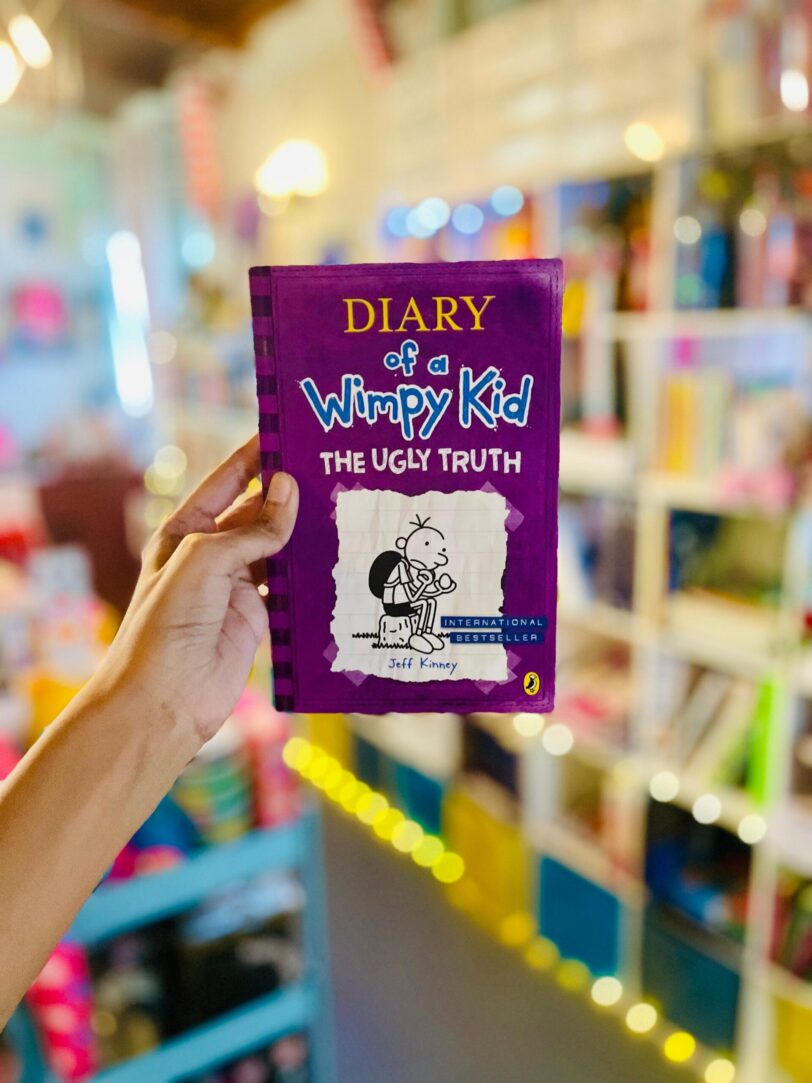 DIARY
of a
Wimpy Kid
THE UGLY TRUTH
INTERNATIONAL
BESTSELLER
Jeff Kinney